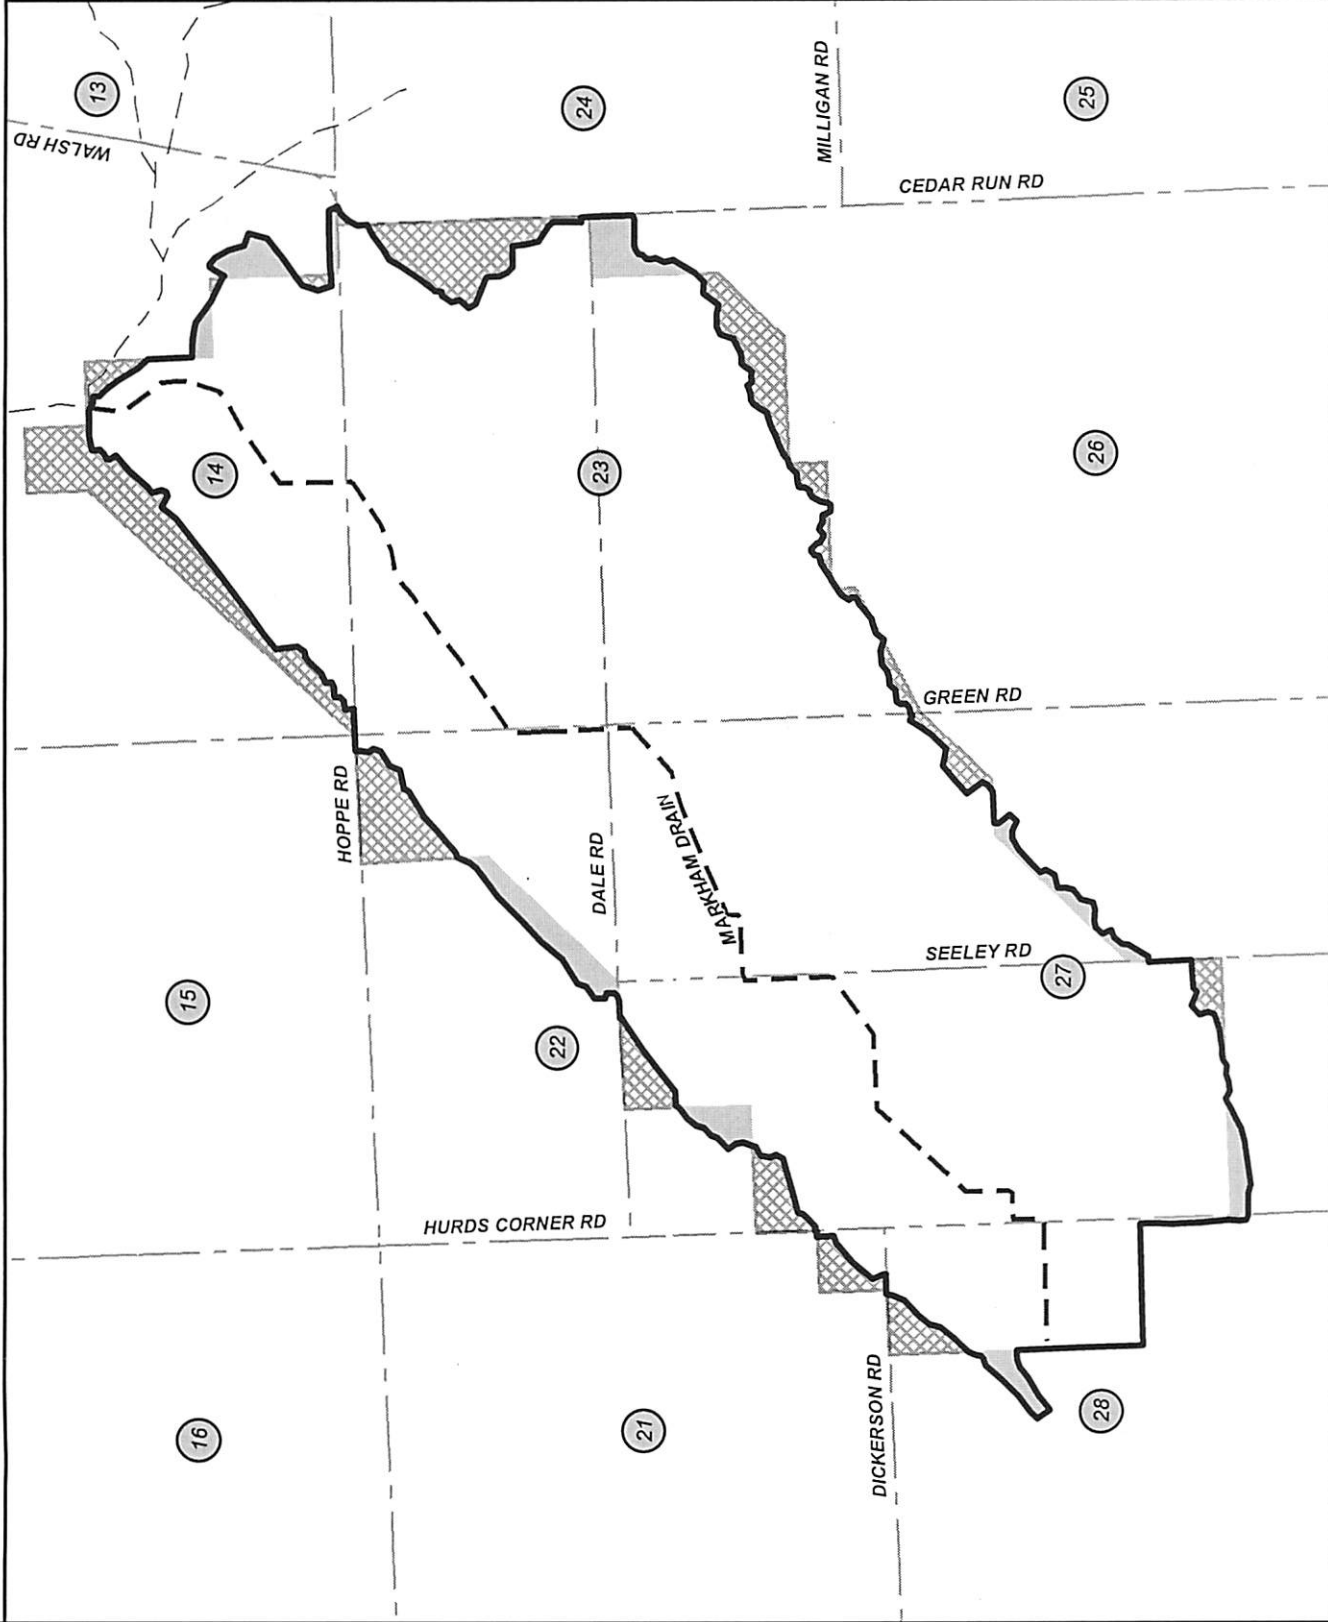 13
WALSH RD
24
MILLIGAN RD
25
CEDAR RUN RD
14
23
26
GREEN RD
HOPPE RD
DALE RD
MARKHAM DRAIN
SEELEY RD
27
15
22
HURDS CORNER RD
DICKERSON RD
16
21
28